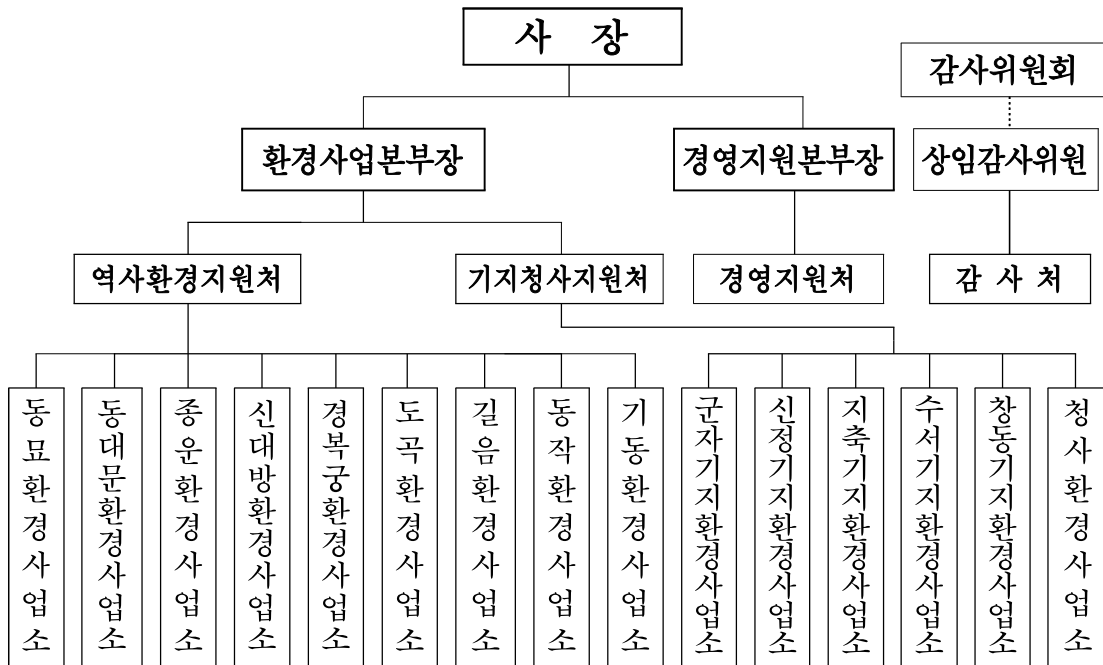 사 장
감사위원회
환경사업본부장
경영지원본부장
상임감사위원
역사환경지원처
기지청사지원처
경영지원처
감 사 처
동묘환경사업소
동대문환경사업소
종운환경사업소
신대방환경사업소
경복궁환경사업소
도곡환경사업소
길음환경사업소
동작환경사업소
기동환경사업소
군자기지환경사업소
신정기지환경사업소
지축기지환경사업소
수서기지환경사업소
창동기지환경사업소
청사환경사업소